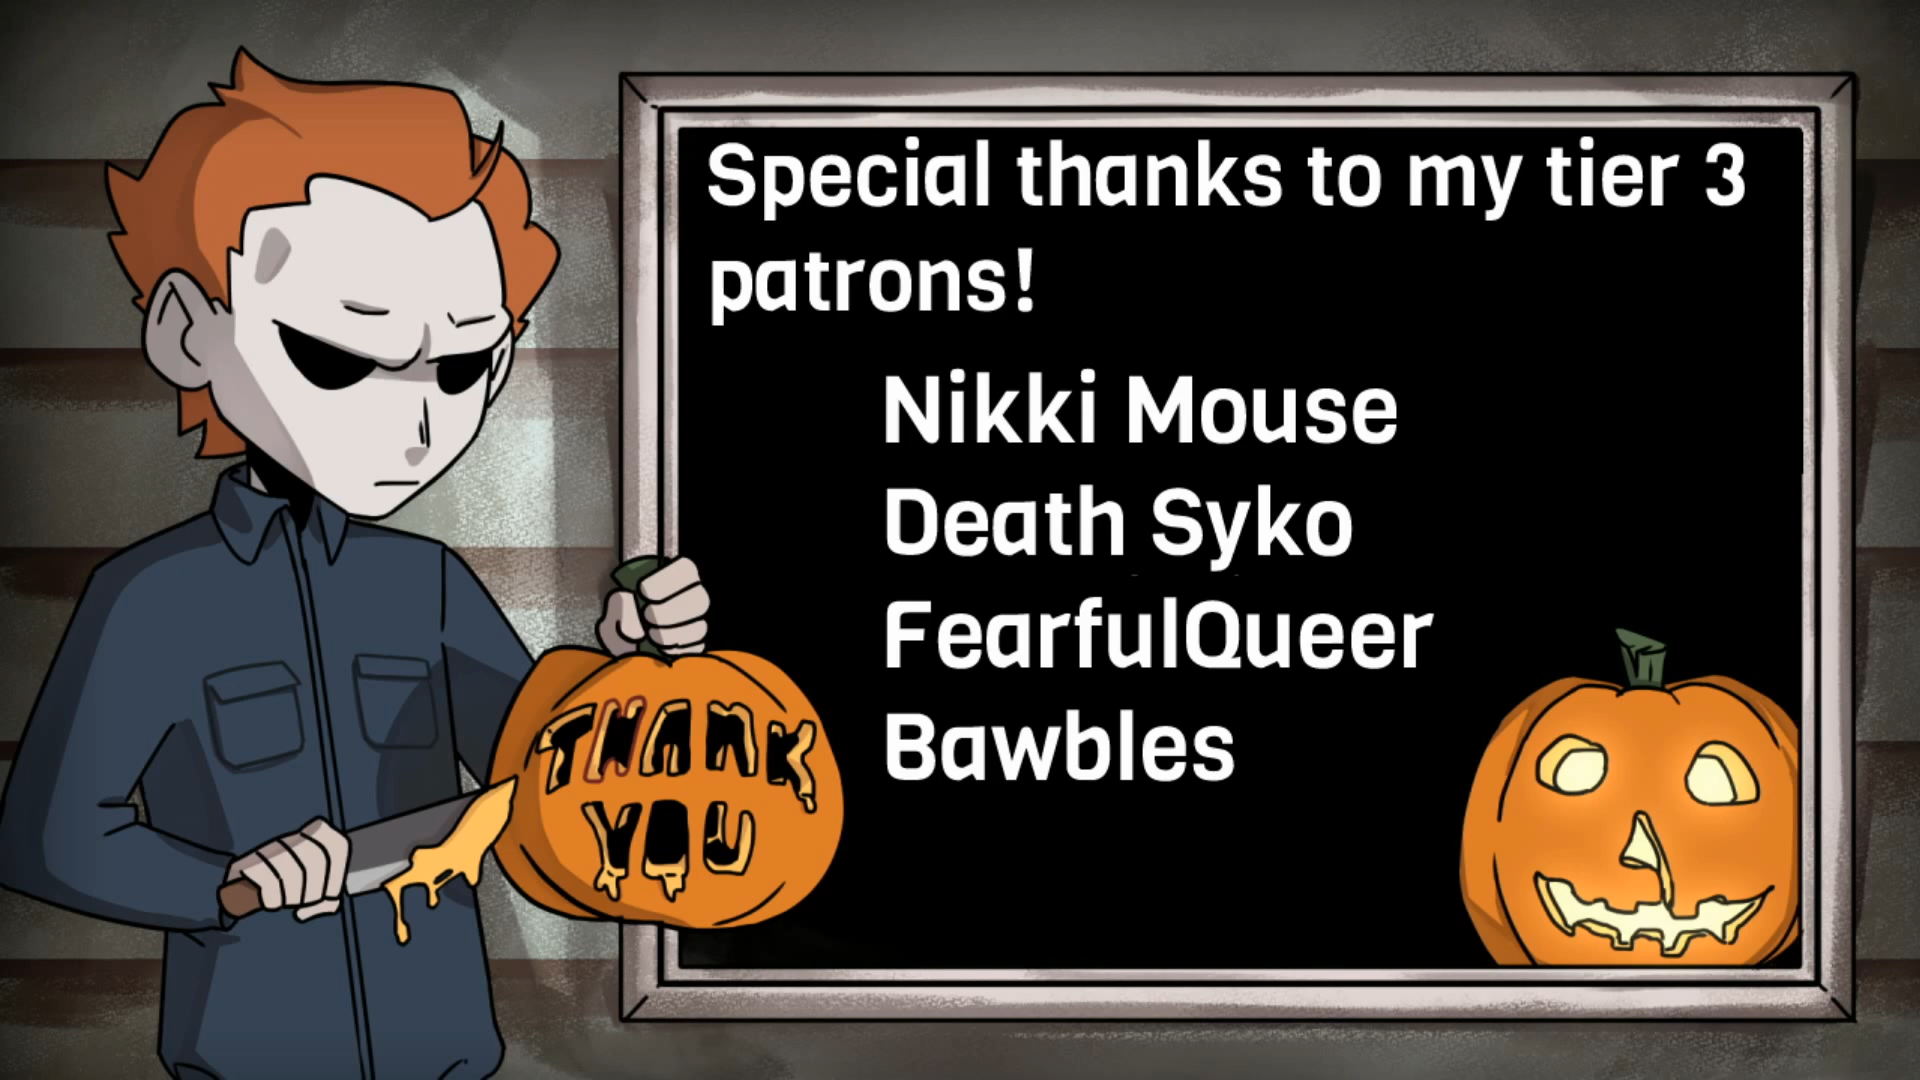 Special thanks to my tier 3
patrons!
Nikki Mouse
Death Syko
FearfulQueer
Bawbles
THANK
YOU